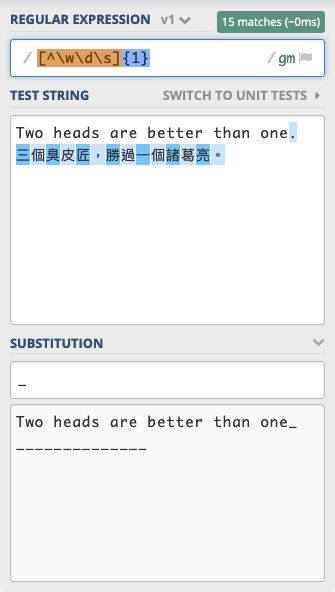 REGULAR EXPRESSION v1 15 matches (~0ms)
/ [^\w\d\s]{1} / gm
TEST STRING SWITCH TO UNIT TESTS
Two heads are better than one.
三個臭皮匠，勝過一個諸葛亮。
SUBSTITUTION
_
Two heads are better than one_
______________